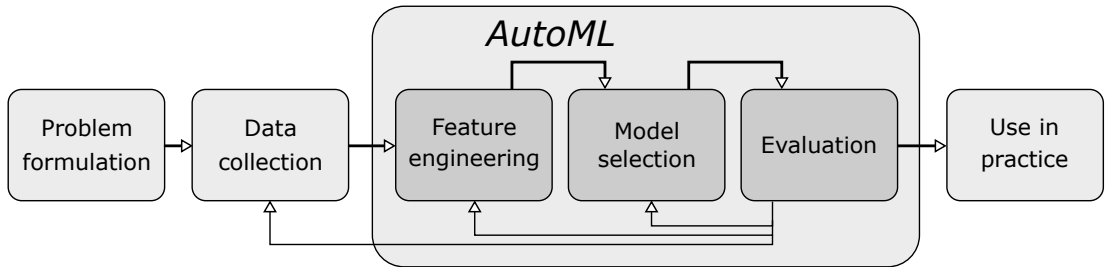 AutoML
Problem
formulation
Data
collection
Feature
engineering
Model
selection
Evaluation
Use in
practice